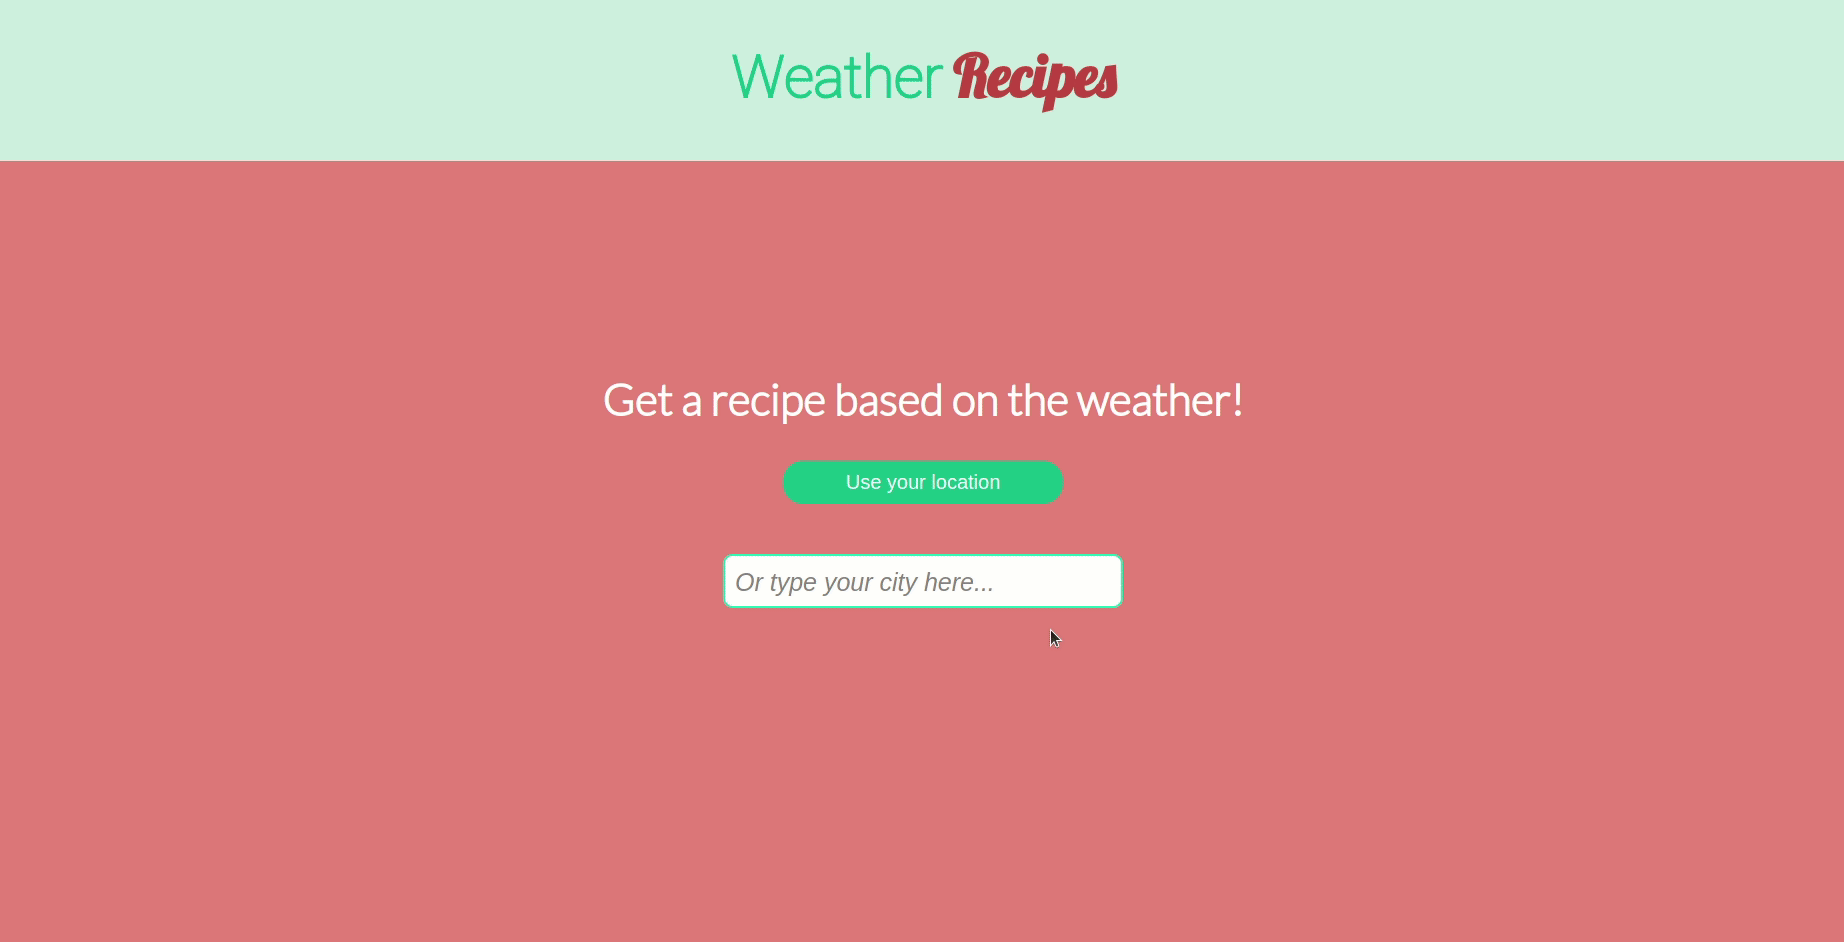 Weather Recipes
Get a recipe based on the weather!
Use your location
Or type your city here...